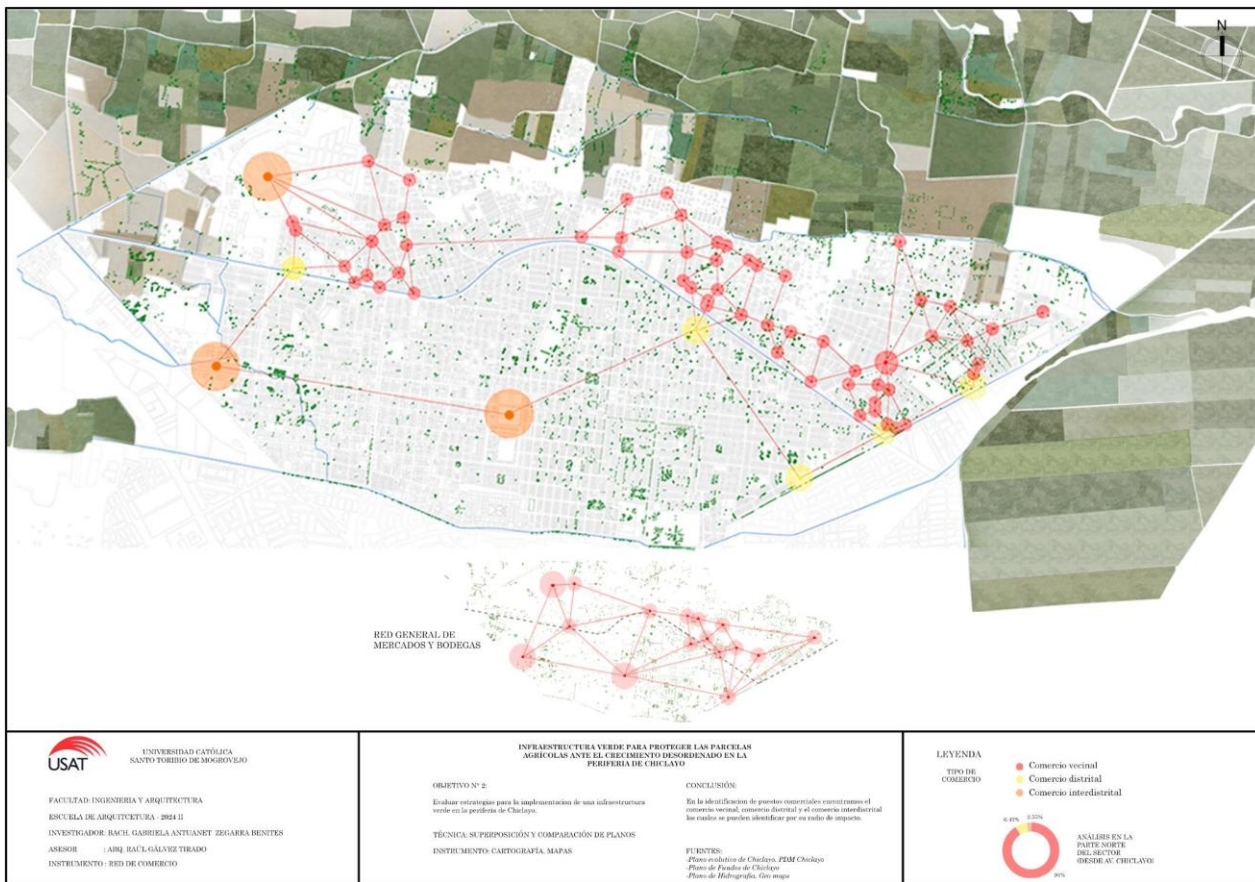 N
RED GENERAL DE
MERCADOS Y BODEGAS
USAT
UNIVERSIDAD CATÓLICA
SANTO TORIBIO DE MOGROVEJO
FACULTAD: INGENIERIA Y ARQUITECTURA
ESCUELA DE ARQUITCETURA - 2024 II
INVESTIGADOR: BACH. GABRIELA ANTUANET ZEGARRA BENITES
ASESOR : ARQ. RAÚL GÁLVEZ TIRADO
INSTRUMENTO : RED DE COMERCIO
INFRAESTRUCTURA VERDE PARA PROTEGER LAS PARCELAS
AGRÍCOLAS ANTE EL CRECIMIENTO DESORDENADO EN LA
PERIFERIA DE CHICLAYO
OBJETIVO Nº 2:
Evaluar estrategias para la implementacion de una infraestructura
verde en la periferia de Chiclayo.
TÉCNICA: SUPERPOSICIÓN Y COMPARACIÓN DE PLANOS
INSTRUMENTO: CARTOGRAFÍA, MAPAS
CONCLUSIÓN:
En la identificacion de puestos comerciales encontramos el
comercio vecinal, comercio distrital y el comercio interdistrital
los cuales se pueden identificar por su radio de impacto.
FUENTES:
-Plano evolutivo de Chiclayo. PDM Chiclayo
-Plano de Fundos de Chiclayo
-Plano de Hidrografia. Geo maps
LEYENDA
TIPO DE
COMERCIO
Comercio vecinal
Comercio distrital
Comercio interdistrital
ANÁLISIS EN LA
PARTE NORTE
DEL SECTOR
(DESDE AV. CHICLAYO)